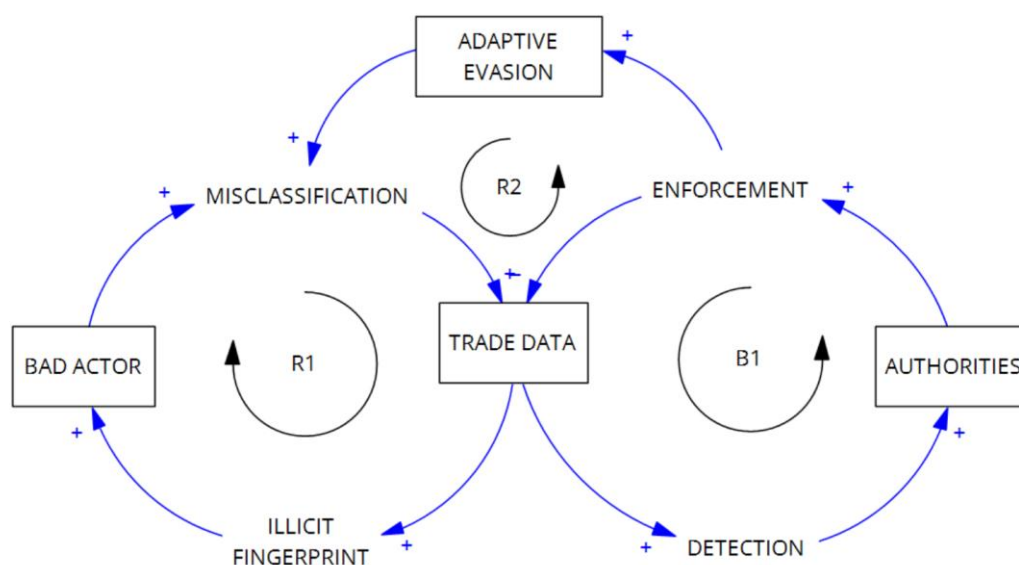 ADAPTIVE
EVASION
+
+
+
MISCLASSIFICATION
R2
ENFORCEMENT
+
+
+
–
BAD ACTOR
R1
TRADE DATA
B1
AUTHORITIES
+
+
ILLICIT
FINGERPRINT
+
+
DETECTION